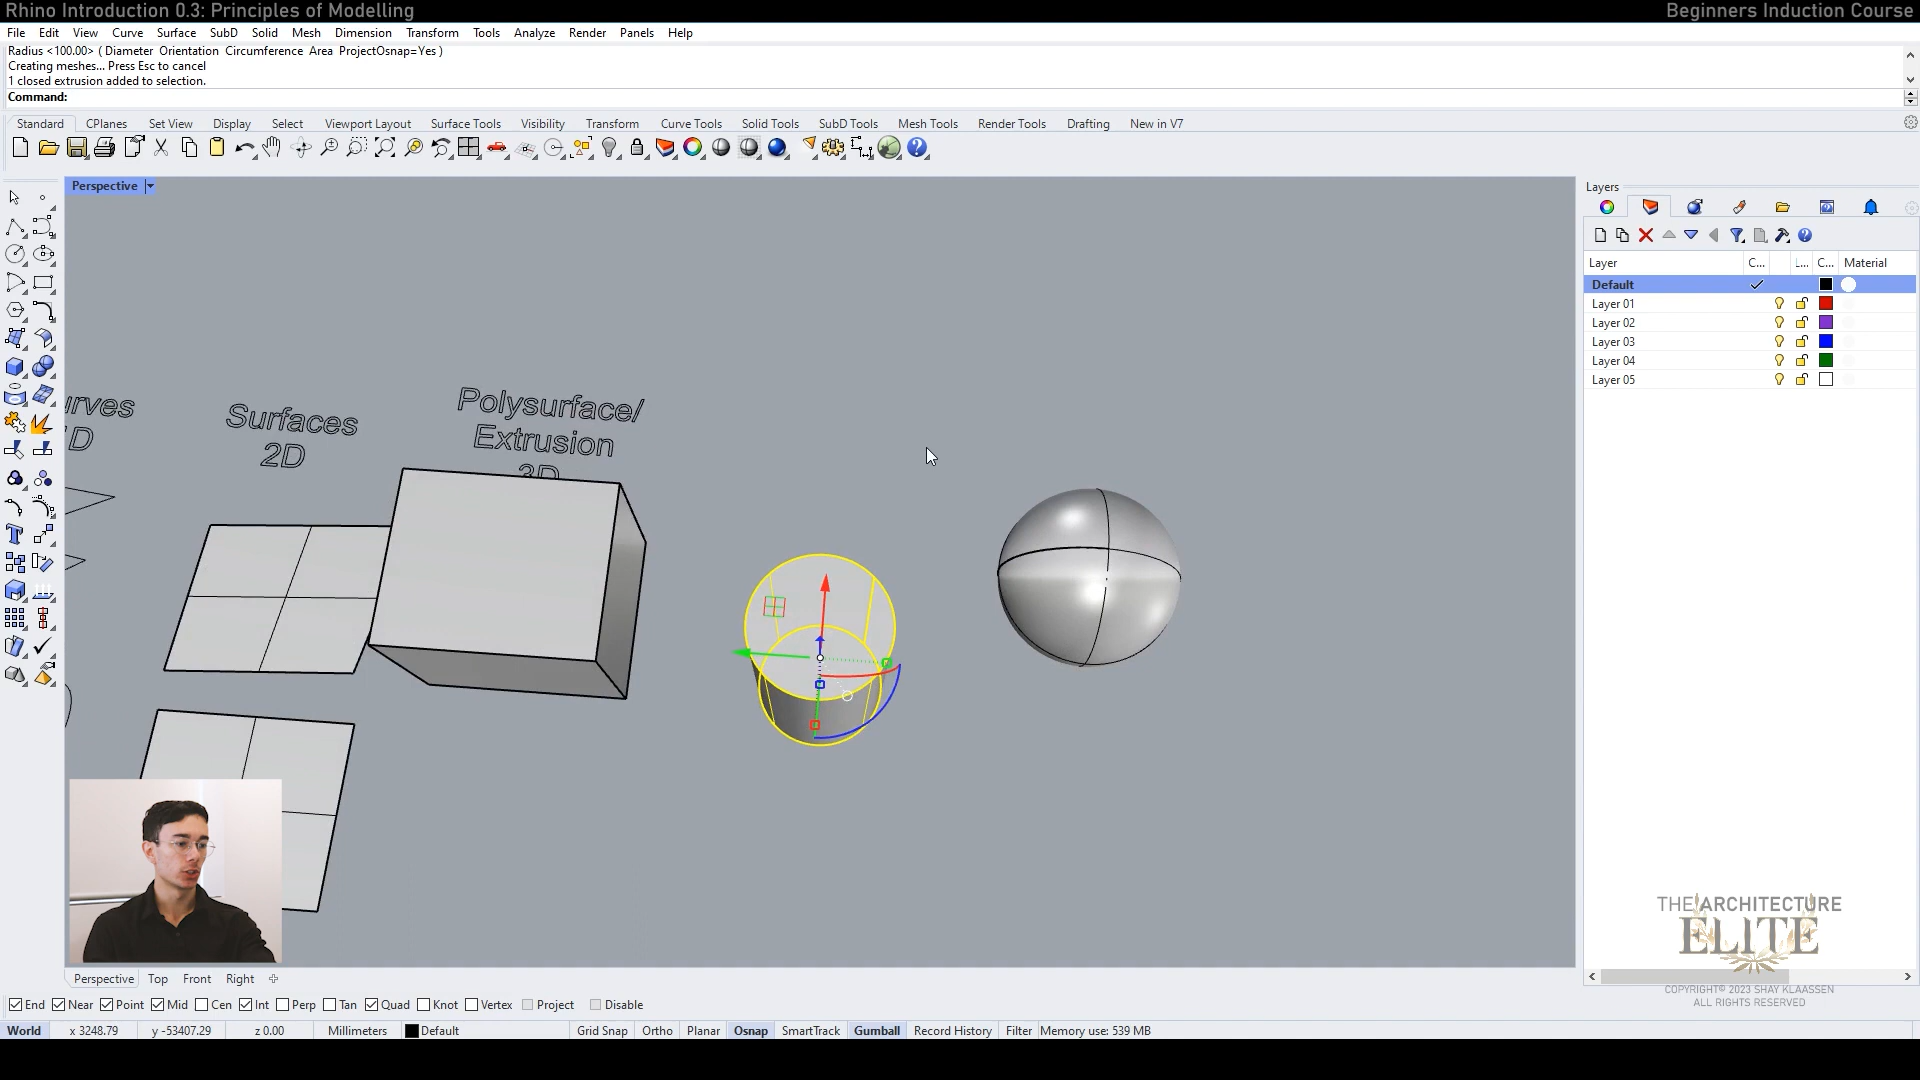 Rhino Introduction 0.3: Principles of Modelling
Beginners Induction Course
File Edit View Curve Surface SubD Solid Mesh Dimension Transform Tools Analyze Render Panels Help
Radius <100.00> ( Diameter Orientation Circumference Area ProjectOsnap=Yes )
Creating meshes... Press Esc to cancel
1 closed extrusion added to selection.
Command:
Standard CPlanes Set View Display Select Viewport Layout Surface Tools Visibility Transform Curve Tools Solid Tools SubD Tools Mesh Tools Render Tools Drafting New in V7
Perspective
Layers
Layer C... L... C... Material
Default
Layer 01
Layer 02
Layer 03
Layer 04
Layer 05
urves
D
Surfaces
2D
Polysurface/
Extrusion
3D
THE ARCHITECTURE
ELITE
COPYRIGHT© 2023 SHAY KLAASSEN
ALL RIGHTS RESERVED
Perspective Top Front Right
End Near Point Mid Cen Int Perp Tan Quad Knot Vertex Project Disable
World x 3248.79 y -53407.29 z 0.00 Millimeters Default Grid Snap Ortho Planar Osnap SmartTrack Gumball Record History Filter Memory use: 539 MB